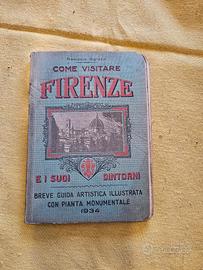 COME VISITARE
FIRENZE
E I SUOI DINTORNI
BREVE GUIDA ARTISTICA ILLUSTRATA
CON PIANTA MONUMENTALE
1934